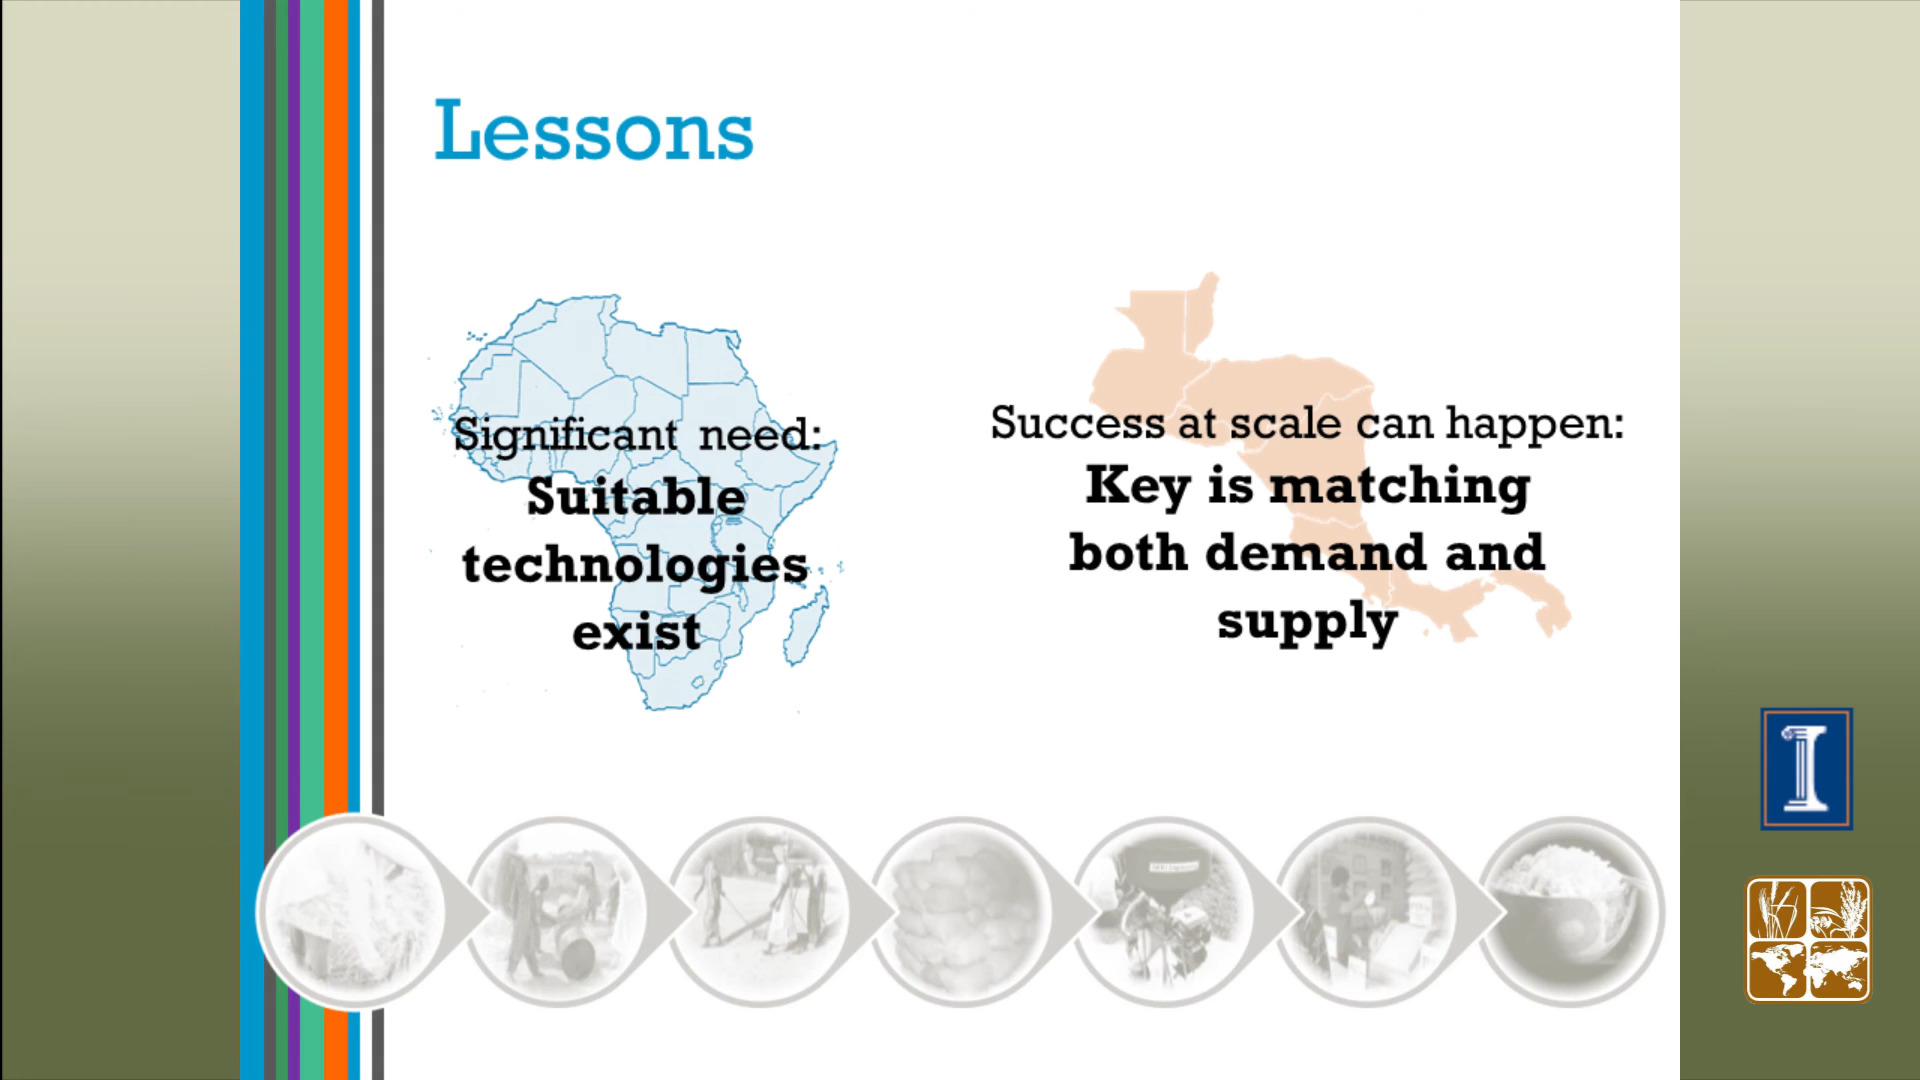 Lessons
Significant need:
Suitable
technologies
exist
Success at scale can happen:
Key is matching
both demand and
supply
I